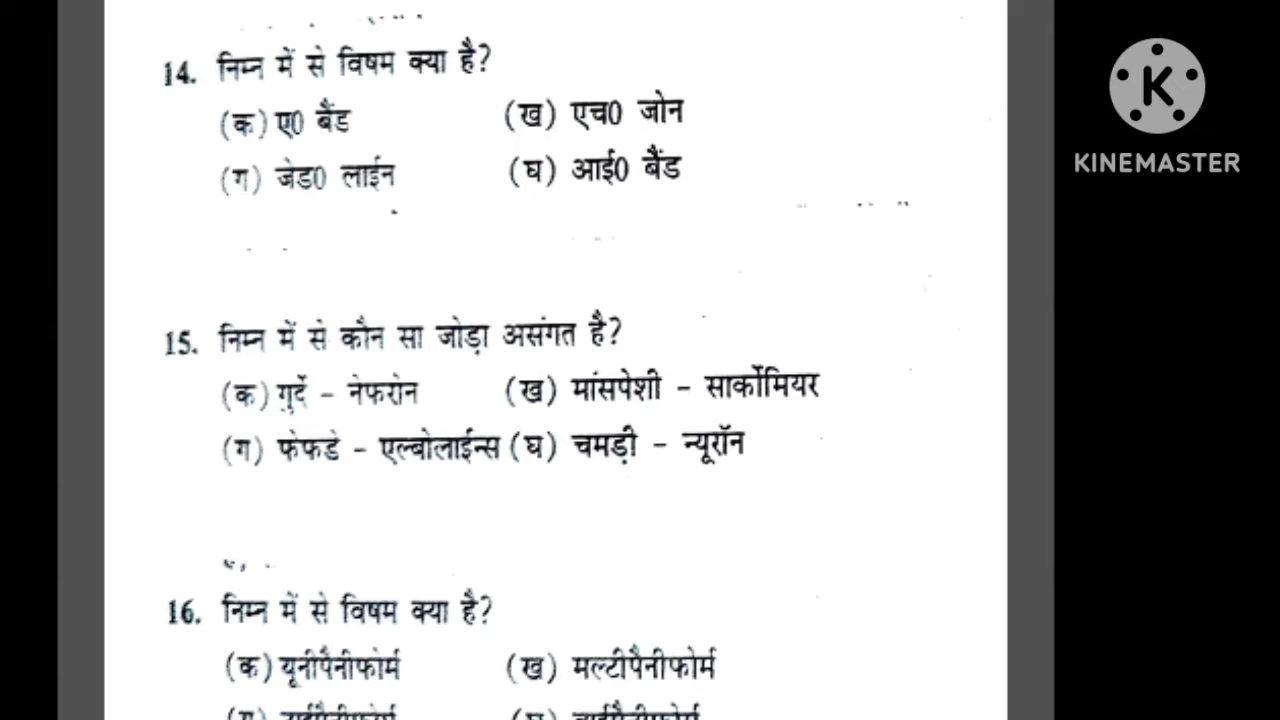 14. निम्न में से विषम क्या है?
(क) ए0 बैंड (ख) एच0 जोन
(ग) जेड0 लाईन (घ) आई0 बैंड
15. निम्न में से कौन सा जोड़ा असंगत है?
(क) गुर्दे - नेफरोन (ख) मांसपेशी - सार्कोमियर
(ग) फेफडे - एल्बोलाईन्स (घ) चमड़ी - न्यूरॉन
16. निम्न में से विषम क्या है?
(क) यूनीपैनीफोर्म (ख) मल्टीपैनीफोर्म
K
KINEMASTER